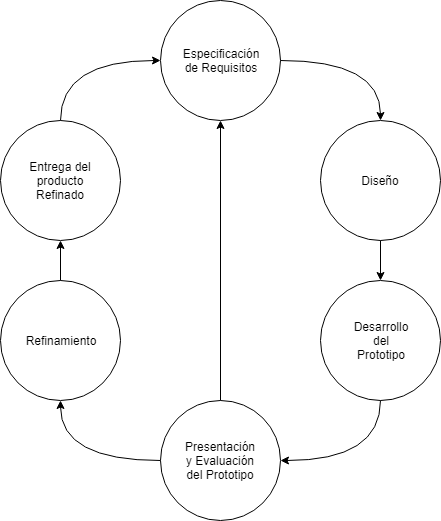 Especificación
de Requisitos
Entrega del
producto
Refinado
Diseño
Refinamiento
Desarrollo
del
Prototipo
Presentación
y Evaluación
del Prototipo